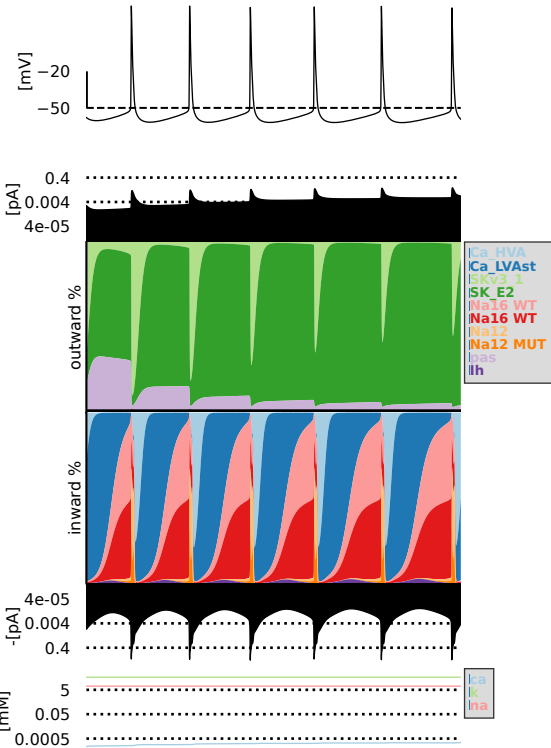 [mV]
−20
−50
[pA]
0.4
0.004
4e-05
outward %
Ca_HVA
Ca_LVAst
SKv3_1
SK_E2
Na16 WT
Na16 WT
Na12
Na12 MUT
pas
Ih
inward %
-[pA]
4e-05
0.004
0.4
[mM]
5
0.05
0.0005
ca
k
na